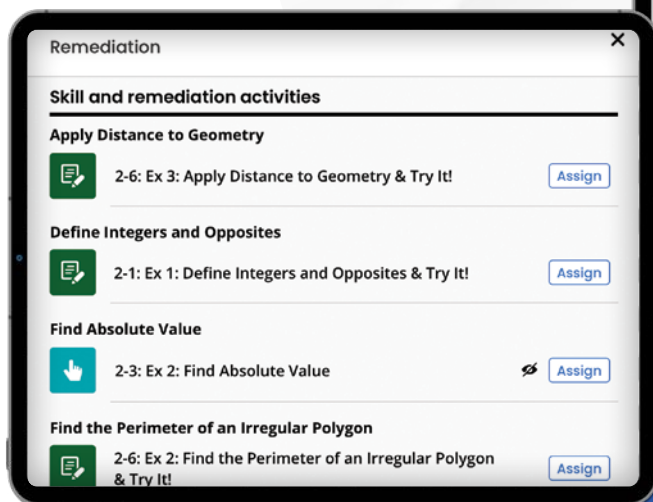 Remediation
Skill and remediation activities
Apply Distance to Geometry
2-6: Ex 3: Apply Distance to Geometry & Try It!
Assign
Define Integers and Opposites
2-1: Ex 1: Define Integers and Opposites & Try It!
Assign
Find Absolute Value
2-3: Ex 2: Find Absolute Value
Assign
Find the Perimeter of an Irregular Polygon
2-6: Ex 2: Find the Perimeter of an Irregular Polygon
& Try It!
Assign